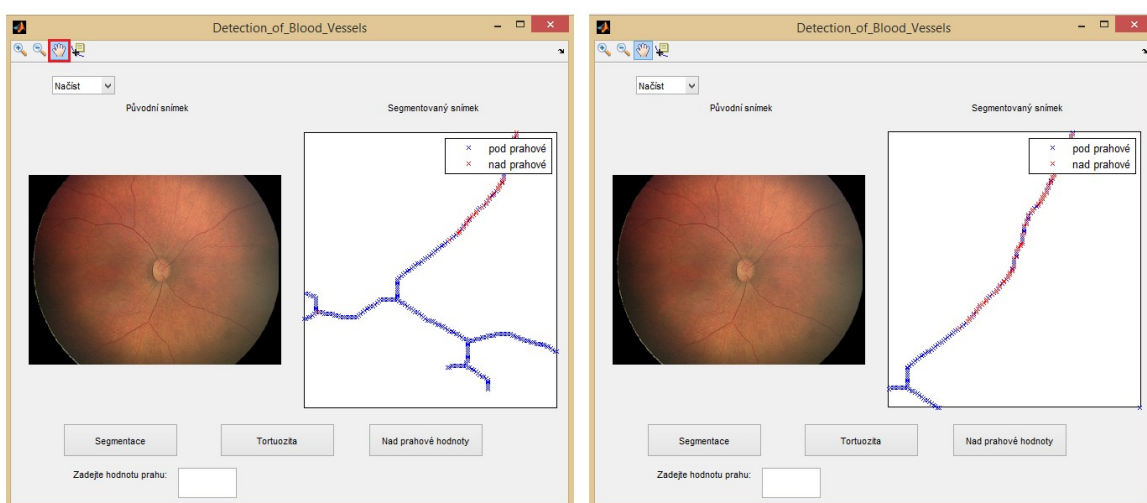 Detection_of_Blood_Vessels
Načíst
Původní snímek
Segmentovaný snímek
pod prahové
nad prahové
Segmentace
Tortuozita
Nad prahové hodnoty
Zadejte hodnotu prahu:
Detection_of_Blood_Vessels
Načíst
Původní snímek
Segmentovaný snímek
pod prahové
nad prahové
Segmentace
Tortuozita
Nad prahové hodnoty
Zadejte hodnotu prahu: